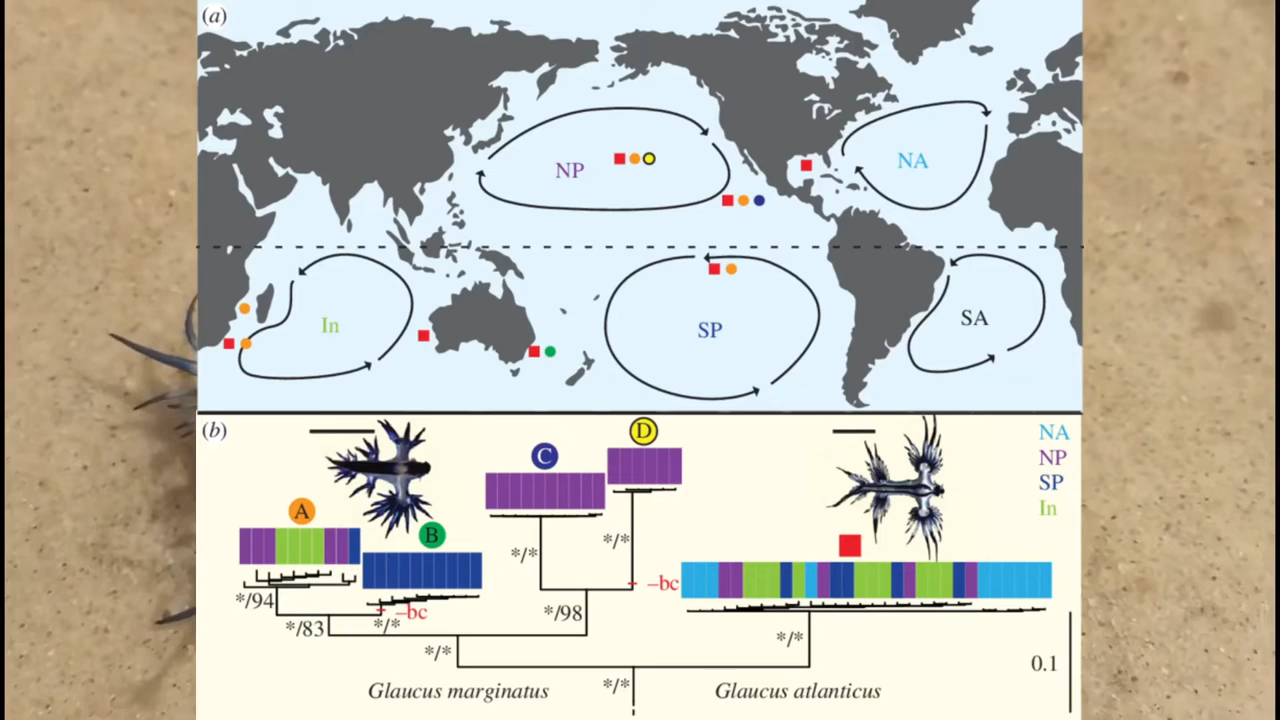 (a)
NP
NA
In
SP
SA
(b)
D
NA
C
NP
SP
A
In
B
*/*
*/*
–bc
*/94
–bc
*/98
*/83
*/*
*/*
*/*
0.1
*/*
Glaucus marginatus
Glaucus atlanticus